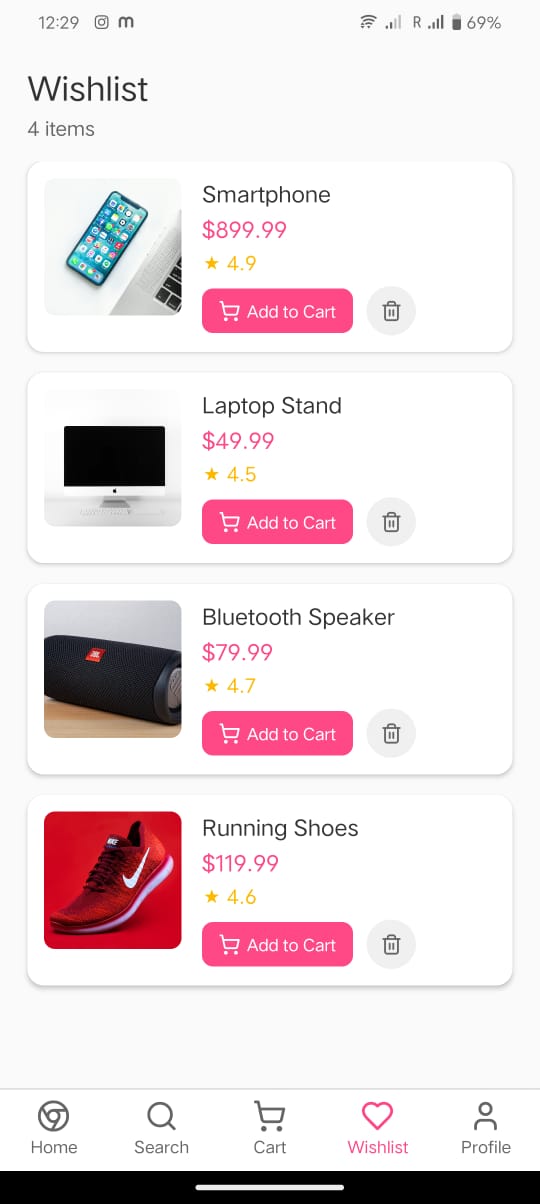 12:29 m R 69%
Wishlist
4 items
Smartphone
$899.99
★ 4.9
Add to Cart
Laptop Stand
$49.99
★ 4.5
Add to Cart
JBL
Bluetooth Speaker
$79.99
★ 4.7
Add to Cart
NIKE
Running Shoes
$119.99
★ 4.6
Add to Cart
Home Search Cart Wishlist Profile